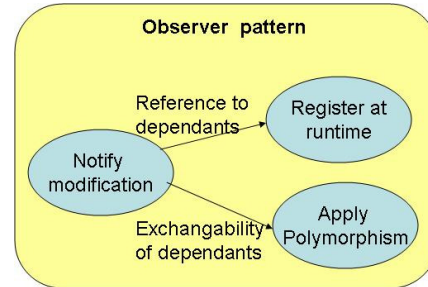 Observer pattern
Reference to
dependants
Register at
runtime
Notify
modification
Exchangability
of dependants
Apply
Polymorphism